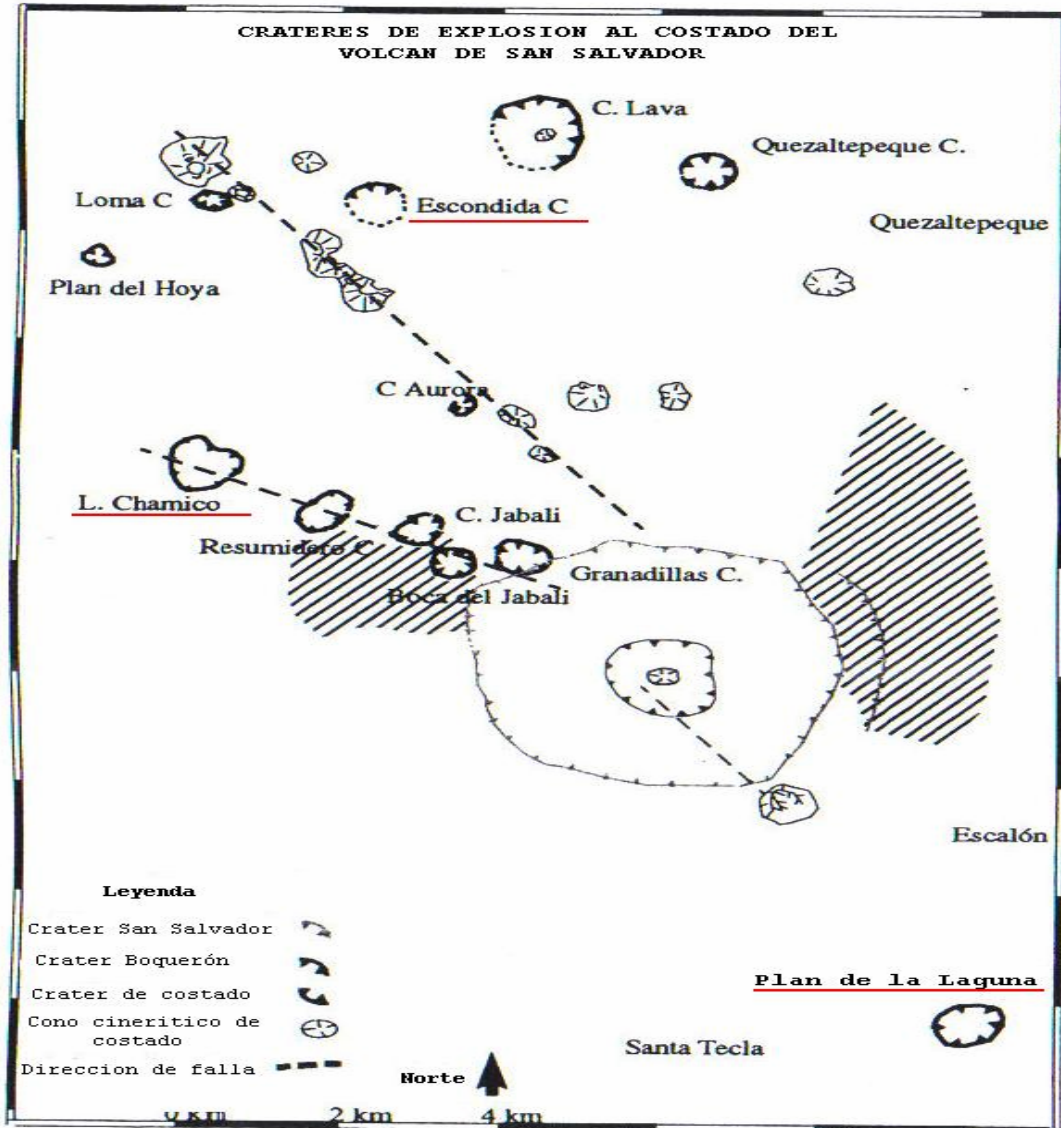 CRATERES DE EXPLOSION AL COSTADO DEL
VOLCAN DE SAN SALVADOR
C. Lava
Quezaltepeque C.
Loma C
Escondida C
Quezaltepeque
Plan del Hoya
C Aurora
L. Chamico
C. Jabali
Resumidero C
Granadillas C.
Boca del Jabali
Escalón
Leyenda
Crater San Salvador
Crater Boquerón
Crater de costado
Cono cineritico de
costado
Direccion de falla
Plan de la Laguna
Santa Tecla
Norte
0 km 2 km 4 km